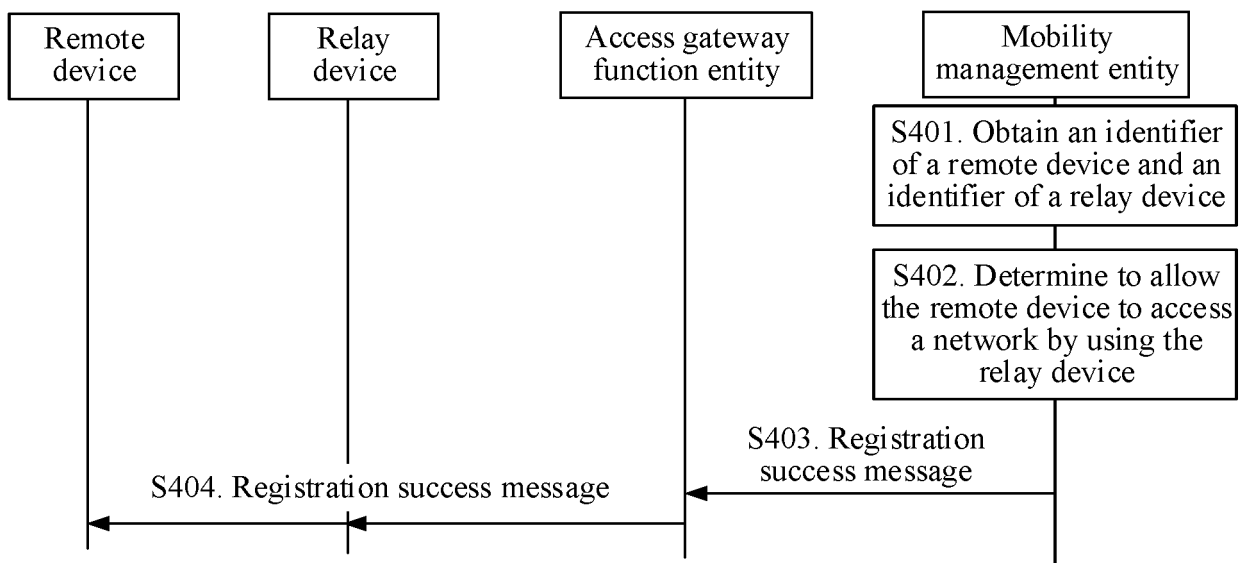 Remote
device
Relay
device
Access gateway
function entity
Mobility
management entity
S401. Obtain an identifier
of a remote device and an
identifier of a relay device
S402. Determine to allow
the remote device to access
a network by using the
relay device
S403. Registration
success message
S404. Registration success message